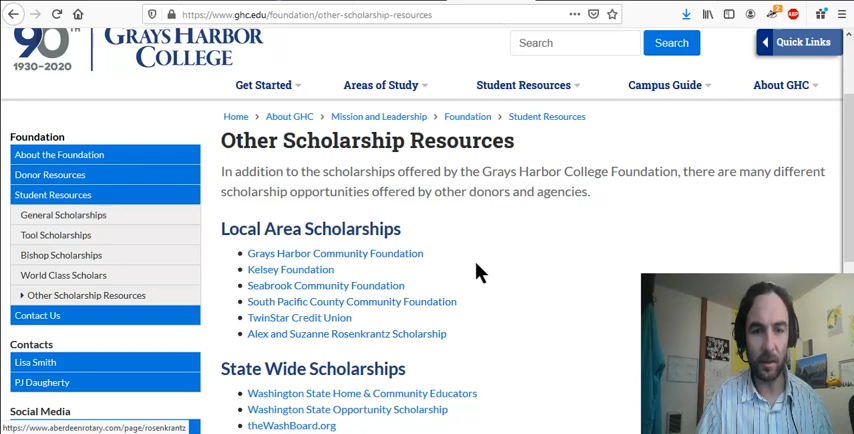 https://www.ghc.edu/foundation/other-scholarship-resources
2
ABP
90TH
1930-2020
GRAYS HARBOR
COLLEGE
Search
Search
Quick Links
Get Started
Areas of Study
Student Resources
Campus Guide
About GHC
Home > About GHC > Mission and Leadership > Foundation > Student Resources
Foundation
About the Foundation
Donor Resources
Student Resources
General Scholarships
Tool Scholarships
Bishop Scholarships
World Class Scholars
Other Scholarship Resources
Contact Us
Contacts
Lisa Smith
PJ Daugherty
Social Media
https://www.aberdeenrotary.com/page/rosenkrantz
Other Scholarship Resources
In addition to the scholarships offered by the Grays Harbor College Foundation, there are many different
scholarship opportunities offered by other donors and agencies.
Local Area Scholarships
Grays Harbor Community Foundation
Kelsey Foundation
Seabrook Community Foundation
South Pacific County Community Foundation
TwinStar Credit Union
Alex and Suzanne Rosenkrantz Scholarship
State Wide Scholarships
Washington State Home & Community Educators
Washington State Opportunity Scholarship
theWashBoard.org